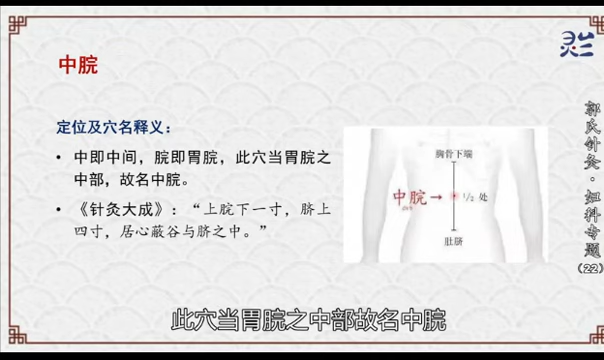 灵兰
中脘
定位及穴名释义：
• 中即中间，脘即胃脘，此穴当胃脘之
中部，故名中脘。
• 《针灸大成》：“上脘下一寸，脐上
四寸，居心蔽谷与脐之中。”
胸骨下端
中脘→ 1/2 处
肚脐
郭氏针灸·妇科专题
(22)
此穴当胃脘之中部故名中脘